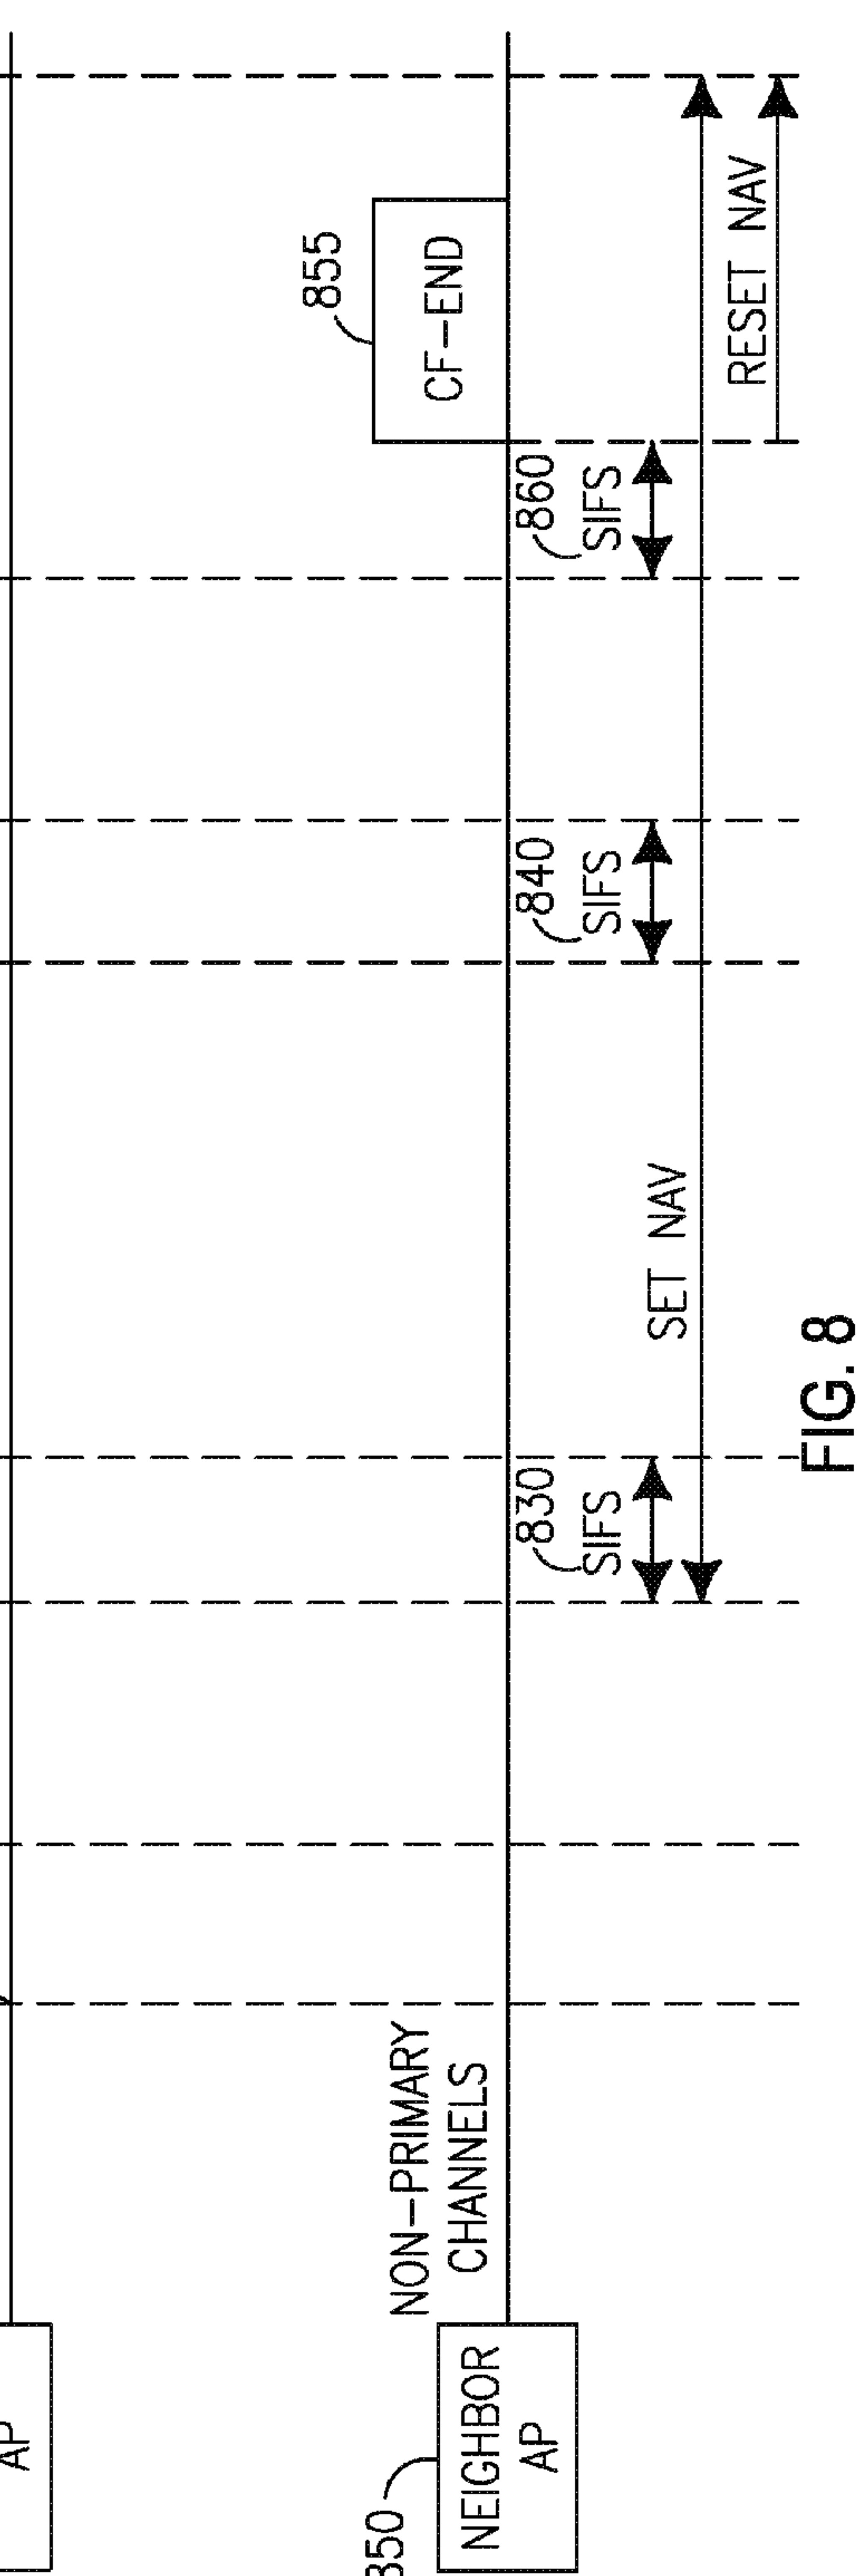 AP
NON-PRIMARY
CHANNELS
850
NEIGHBOR
AP
855
CF-END
830
SIFS
840
SIFS
860
SIFS
SET NAV
RESET NAV
FIG. 8